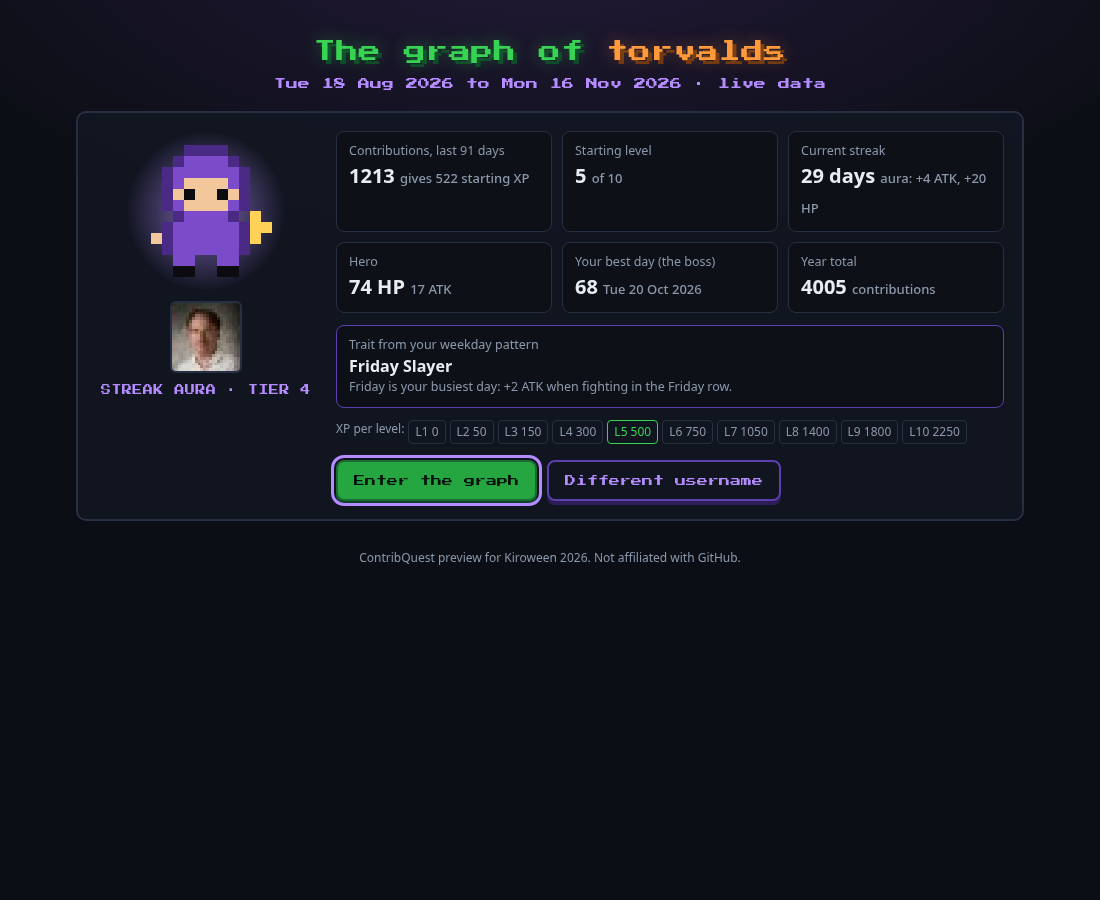 The graph of torvalds
Tue 18 Aug 2026 to Mon 16 Nov 2026 · live data
STREAK AURA · TIER 4
Contributions, last 91 days
1213 gives 522 starting XP
Starting level
5 of 10
Current streak
29 days aura: +4 ATK, +20
HP
Hero
74 HP 17 ATK
Your best day (the boss)
68 Tue 20 Oct 2026
Year total
4005 contributions
Trait from your weekday pattern
Friday Slayer
Friday is your busiest day: +2 ATK when fighting in the Friday row.
XP per level: L1 0 L2 50 L3 150 L4 300 L5 500 L6 750 L7 1050 L8 1400 L9 1800 L10 2250
Enter the graph Different username
ContribQuest preview for Kiroween 2026. Not affiliated with GitHub.